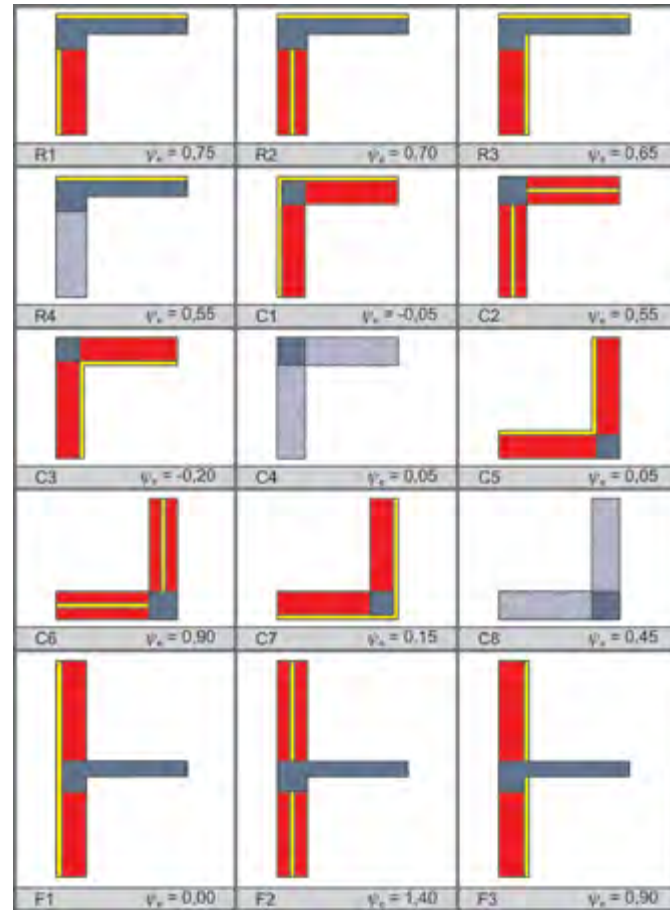 R1 ψₑ = 0,75 R2 ψₑ = 0,70 R3 ψₑ = 0,65
R4 ψₑ = 0,55 C1 ψₑ = -0,05 C2 ψₑ = 0,55
C3 ψₑ = -0,20 C4 ψₑ = 0,05 C5 ψₑ = 0,05
C6 ψₑ = 0,90 C7 ψₑ = 0,15 C8 ψₑ = 0,45
F1 ψₑ = 0,00 F2 ψₑ = 1,40 F3 ψₑ = 0,90